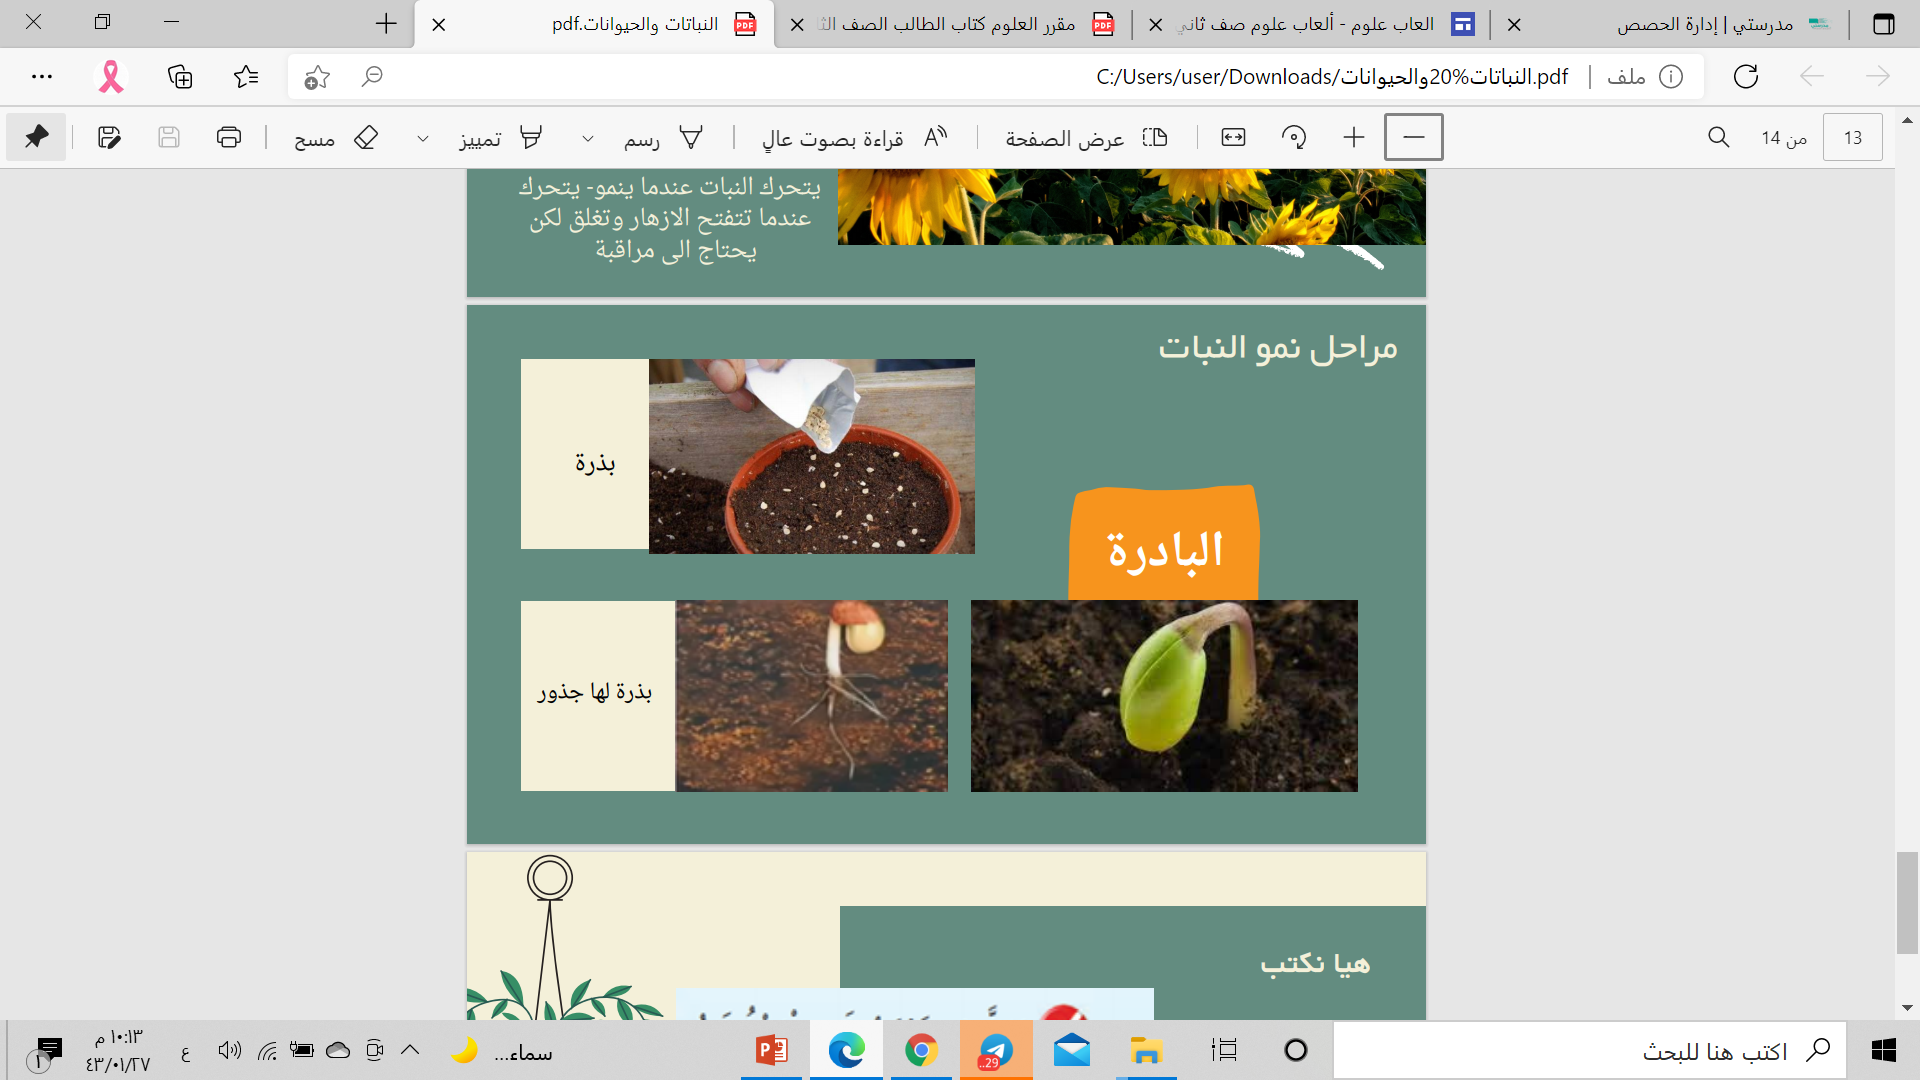 مدرستي | إدارة الحصص
العاب علوم - ألعاب علوم صف ثاني
مقرر العلوم كتاب الطالب الصف
النباتات والحيوانات.pdf
ملف
C:/Users/user/Downloads/النباتات%20والحيوانات.pdf
13
من 14
عرض الصفحة
قراءة بصوت عالٍ
رسم
تمييز
مسح
يتحرك النبات عندما ينمو- يتحرك
عندما تتفتح الازهار وتغلق لكن
يحتاج الى مراقبة
مراحل نمو النبات
بذرة
البادرة
بذرة لها جذور
هيا نكتب
اكتب هنا للبحث
29..
سماء...
ع
١٠:١٣ م
٤٣/٠١/٢٧
١